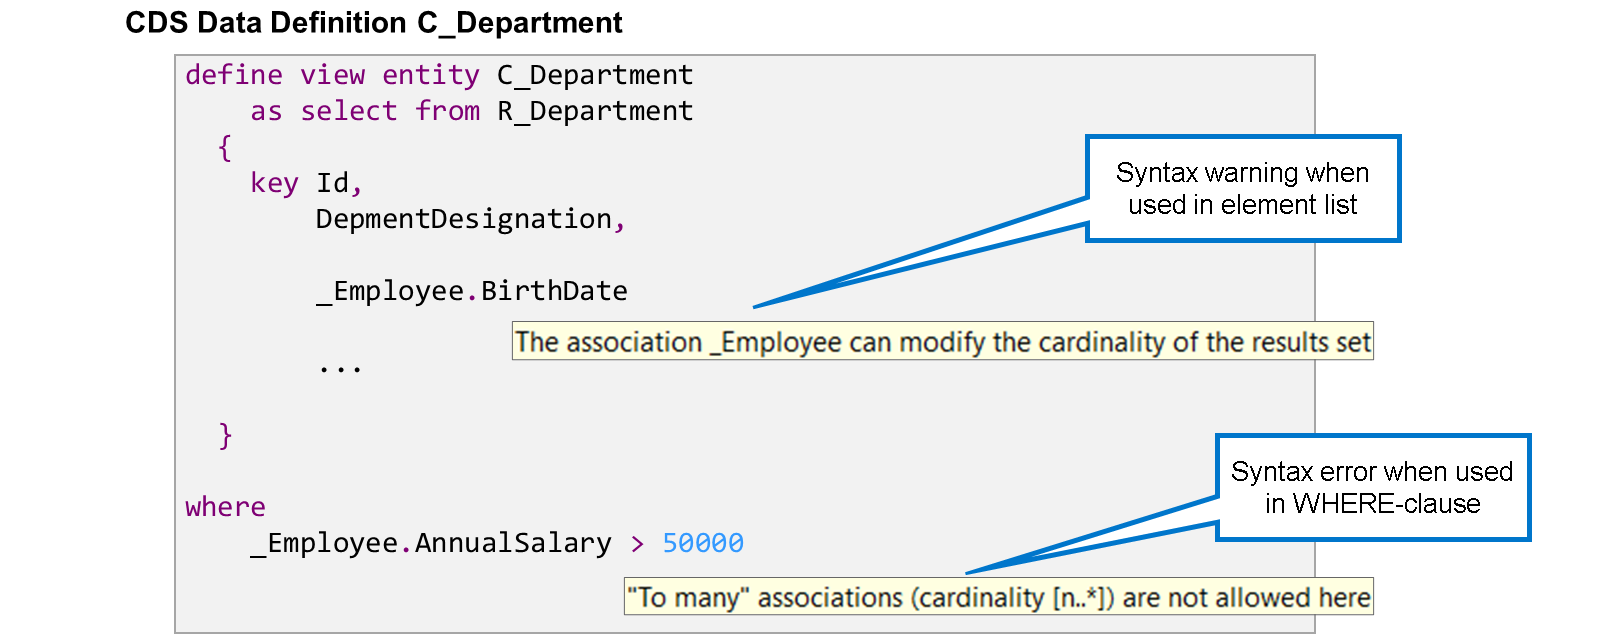 CDS Data Definition C_Department
define view entity C_Department
as select from R_Department
{
key Id,
DepmentDesignation,
Syntax warning when
used in element list
_Employee.BirthDate
The association _Employee can modify the cardinality of the results set
...
}
where
_Employee.AnnualSalary > 50000
Syntax error when used
in WHERE-clause
"To many" associations (cardinality [n..*]) are not allowed here